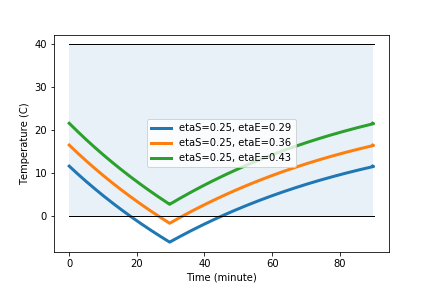 40
30
20
10
0
Temperature (C)
etaS=0.25, etaE=0.29
etaS=0.25, etaE=0.36
etaS=0.25, etaE=0.43
0 20 40 60 80
Time (minute)